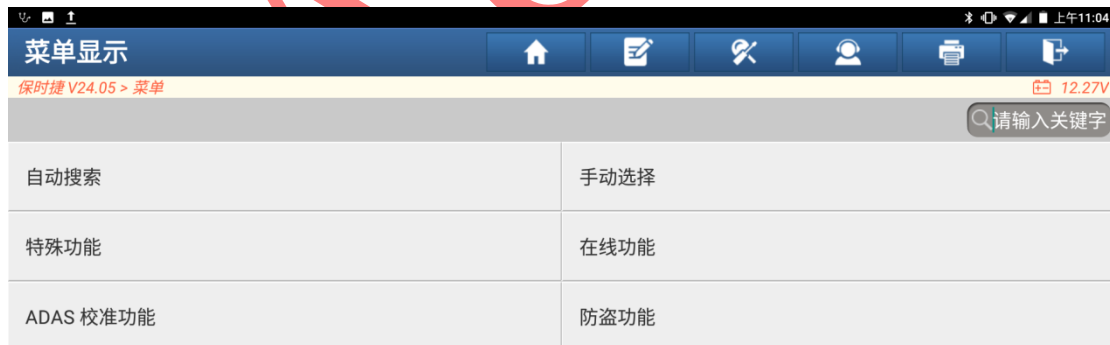 上午11:04
菜单显示
保时捷 V24.05 > 菜单
12.27V
请输入关键字
自动搜索
手动选择
特殊功能
在线功能
ADAS 校准功能
防盗功能